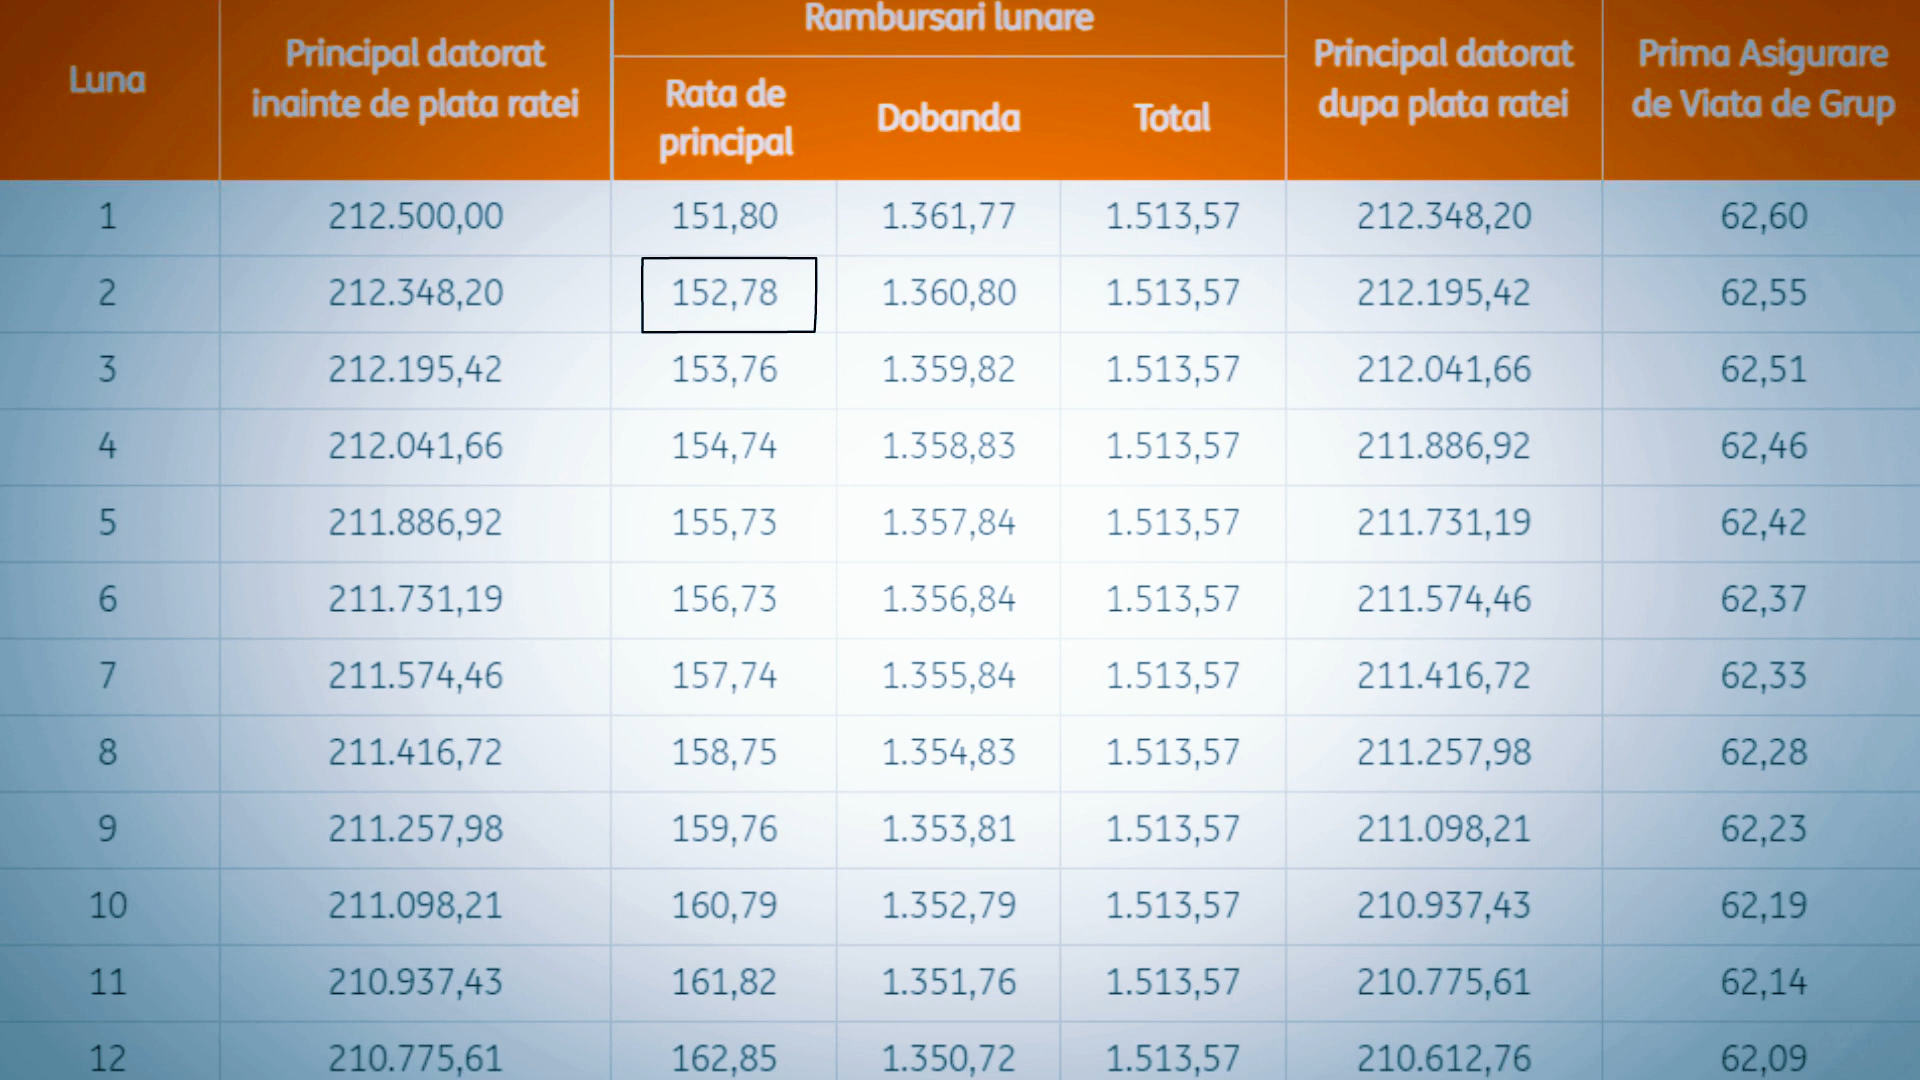 Rambursari lunare
Luna
Principal datorat
inainte de plata ratei
Rata de
principal
Dobanda
Total
Principal datorat
dupa plata ratei
Prima Asigurare
de Viata de Grup
1 212.500,00 151,80 1.361,77 1.513,57 212.348,20 62,60
2 212.348,20 152,78 1.360,80 1.513,57 212.195,42 62,55
3 212.195,42 153,76 1.359,82 1.513,57 212.041,66 62,51
4 212.041,66 154,74 1.358,83 1.513,57 211.886,92 62,46
5 211.886,92 155,73 1.357,84 1.513,57 211.731,19 62,42
6 211.731,19 156,73 1.356,84 1.513,57 211.574,46 62,37
7 211.574,46 157,74 1.355,84 1.513,57 211.416,72 62,33
8 211.416,72 158,75 1.354,83 1.513,57 211.257,98 62,28
9 211.257,98 159,76 1.353,81 1.513,57 211.098,21 62,23
10 211.098,21 160,79 1.352,79 1.513,57 210.937,43 62,19
11 210.937,43 161,82 1.351,76 1.513,57 210.775,61 62,14
12 210.775,61 162,85 1.350,72 1.513,57 210.612,76 62,09